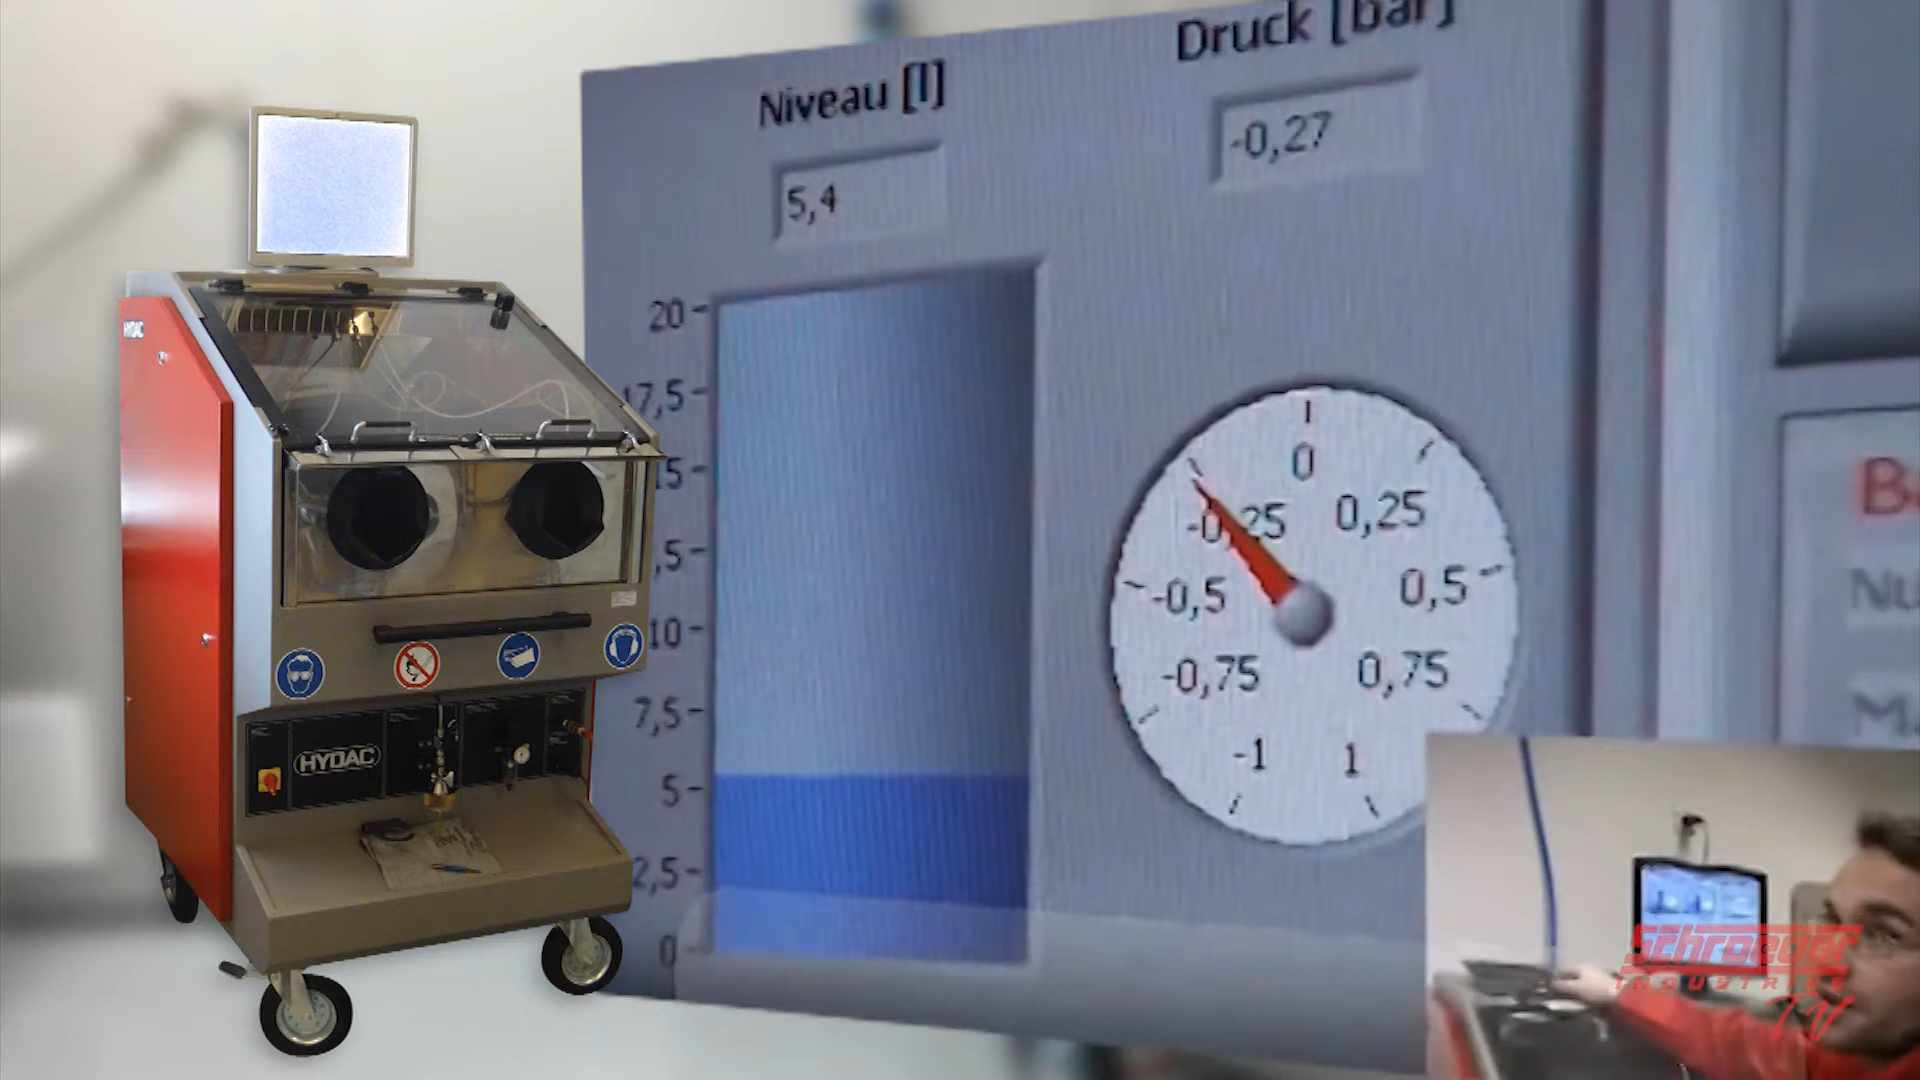 Niveau [l]
5,4
Druck [bar]
-0,27
20
17,5
15
10
7,5
5
2,5
0
0
-0,25
0,25
-0,5
0,5
-0,75
0,75
-1
1
HYDAC
HYDAC
Schroeder
INDUSTRIES
TV